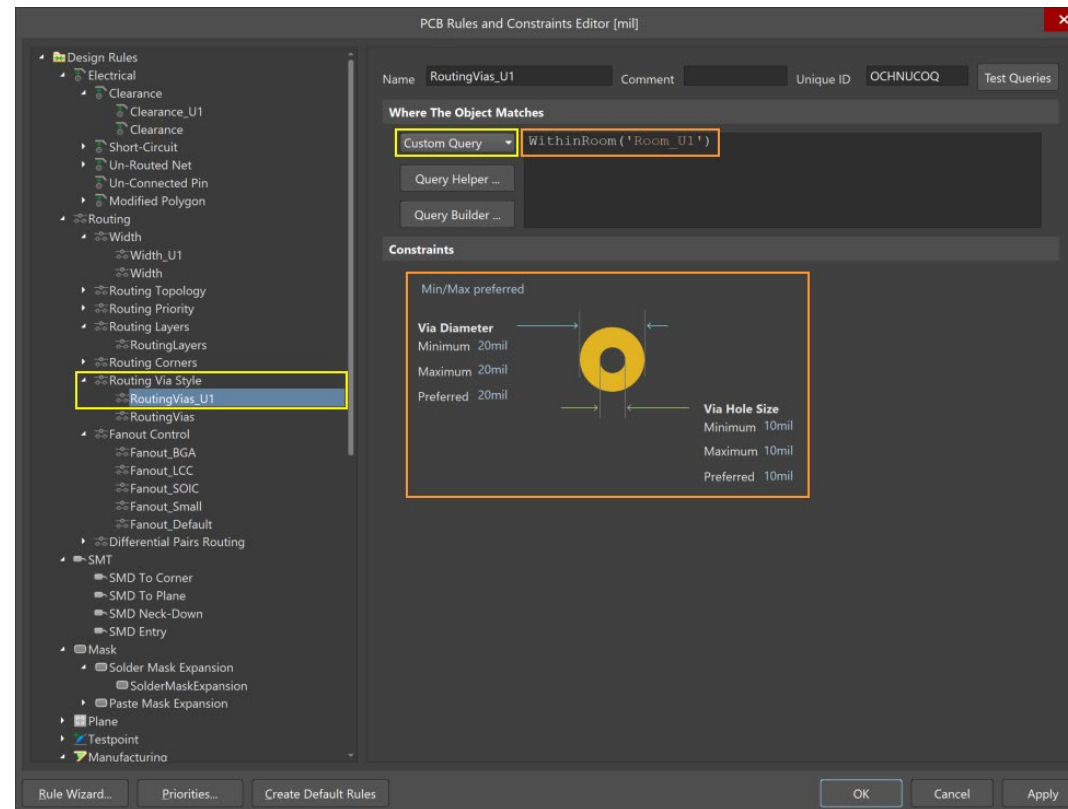 PCB Rules and Constraints Editor [mil]
Design Rules
Electrical
Clearance
Clearance_U1
Clearance
Short-Circuit
Un-Routed Net
Un-Connected Pin
Modified Polygon
Routing
Width
Width_U1
Width
Routing Topology
Routing Priority
Routing Layers
RoutingLayers
Routing Corners
Routing Via Style
RoutingVias_U1
RoutingVias
Fanout Control
Fanout_BGA
Fanout_LCC
Fanout_SOIC
Fanout_Small
Fanout_Default
Differential Pairs Routing
SMT
SMD To Corner
SMD To Plane
SMD Neck-Down
SMD Entry
Mask
Solder Mask Expansion
SolderMaskExpansion
Paste Mask Expansion
Plane
Testpoint
Manufacturing
Name RoutingVias_U1 Comment Unique ID OCHNUCOQ Test Queries
Where The Object Matches
Custom Query WithinRoom('Room_U1')
Query Helper ...
Query Builder ...
Constraints
Min/Max preferred
Via Diameter
Minimum 20mil
Maximum 20mil
Preferred 20mil
Via Hole Size
Minimum 10mil
Maximum 10mil
Preferred 10mil
Rule Wizard... Priorities... Create Default Rules OK Cancel Apply